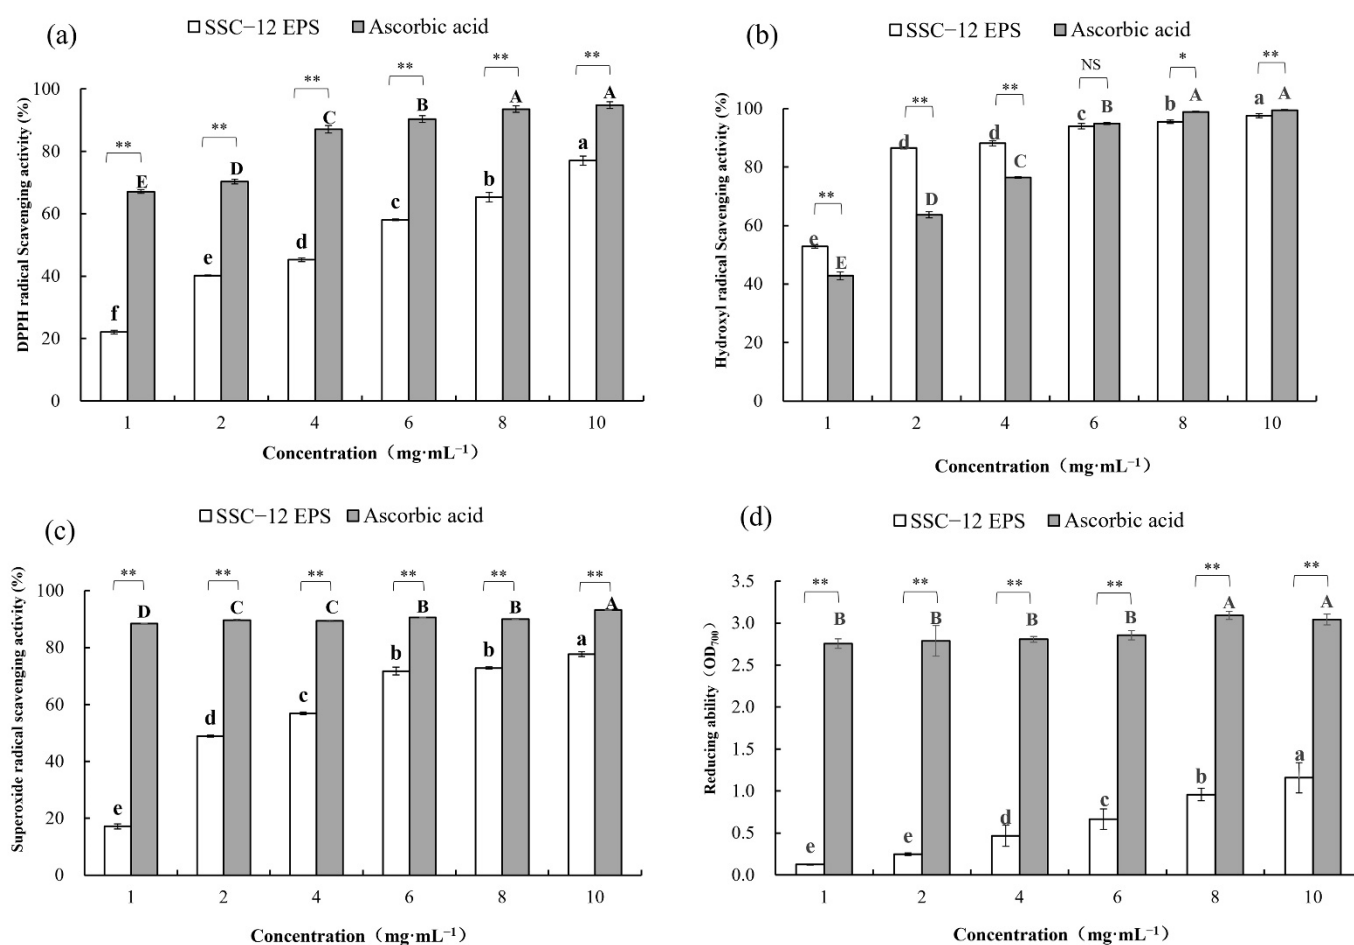 (a)
SSC−12 EPS
Ascorbic acid
** ** ** ** ** **
DPPH radical Scavenging activity (%)
100
80
60
40
20
0
f E e D d C c B b A a A
1 2 4 6 8 10
Concentration（mg·mL⁻¹）
(b)
SSC−12 EPS
Ascorbic acid
** ** ** NS * **
Hydroxyl radical Scavenging activity (%)
100
80
60
40
20
0
e E d D d C c B b A a A
1 2 4 6 8 10
Concentration（mg·mL⁻¹）
(c)
SSC−12 EPS
Ascorbic acid
** ** ** ** ** **
Superoxide radical scavenging activity (%)
100
80
60
40
20
0
e D d C c C b B b B a A
1 2 4 6 8 10
Concentration（mg·mL⁻¹）
(d)
SSC−12 EPS
Ascorbic acid
** ** ** ** ** **
Reducing ability（OD₇₀₀）
3.5
3.0
2.5
2.0
1.5
1.0
0.5
0.0
e B e B d B c B b A a A
1 2 4 6 8 10
Concentration（mg·mL⁻¹）